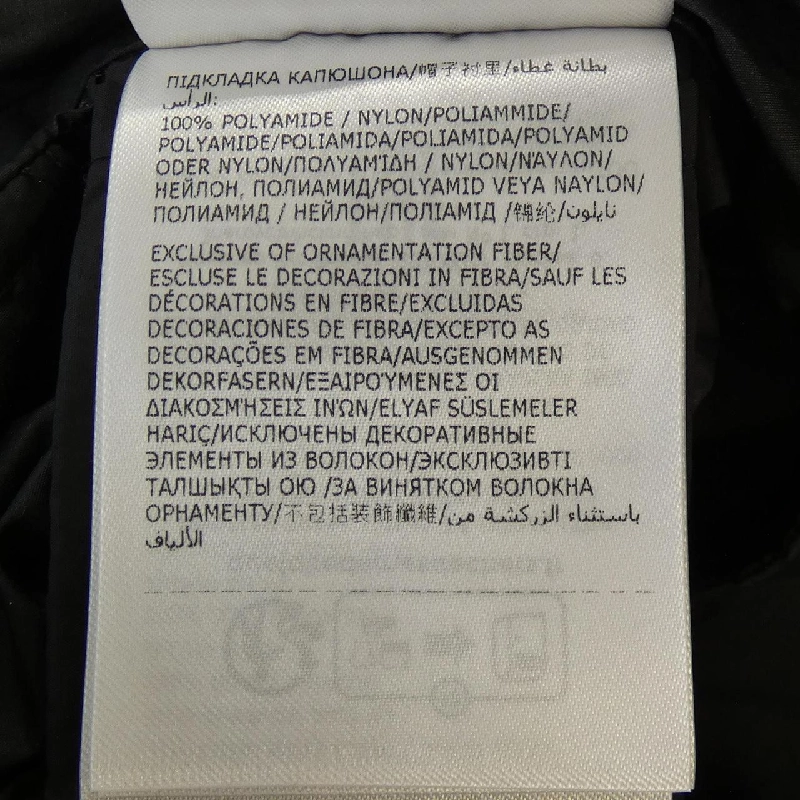 ПІДКЛАДКА КАПЮШОНА/帽子衬里/بطانة غطاء
الرأس:
100% POLYAMIDE / NYLON/POLIAMMIDE/
POLYAMIDE/POLIAMIDA/POLIAMIDA/POLYAMID
ODER NYLON/ΠΟΛΥΑΜΊΔΗ / NYLON/ΝΆΥΛΟΝ/
НЕЙЛОН, ПОЛИАМИД/POLYAMID VEYA NAYLON/
ПОЛИАМИД / НЕЙЛОН/ПОЛІАМІД /锦纶/نايلون
EXCLUSIVE OF ORNAMENTATION FIBER/
ESCLUSE LE DECORAZIONI IN FIBRA/SAUF LES
DÉCORATIONS EN FIBRE/EXCLUIDAS
DECORACIONES DE FIBRA/EXCEPTO AS
DECORAÇÕES EM FIBRA/AUSGENOMMEN
DEKORFASERN/ΕΞΑΙΡΟΎΜΕΝΕΣ ΟΙ
ΔΙΑΚΟΣΜΉΣΕΙΣ ΙΝΏΝ/ELYAF SÜSLEMELER
HARİÇ/ИСКЛЮЧЕНЫ ДЕКОРАТИВНЫЕ
ЭЛЕМЕНТЫ ИЗ ВОЛОКОН/ЭКСКЛЮЗИВТІ
ТАЛШЫҚТЫ ОЮ /ЗА ВИНЯТКОМ ВОЛОКНА
ОРНАМЕНТУ/不包括装飾纖維/باستثناء الزركشة من
الألياف